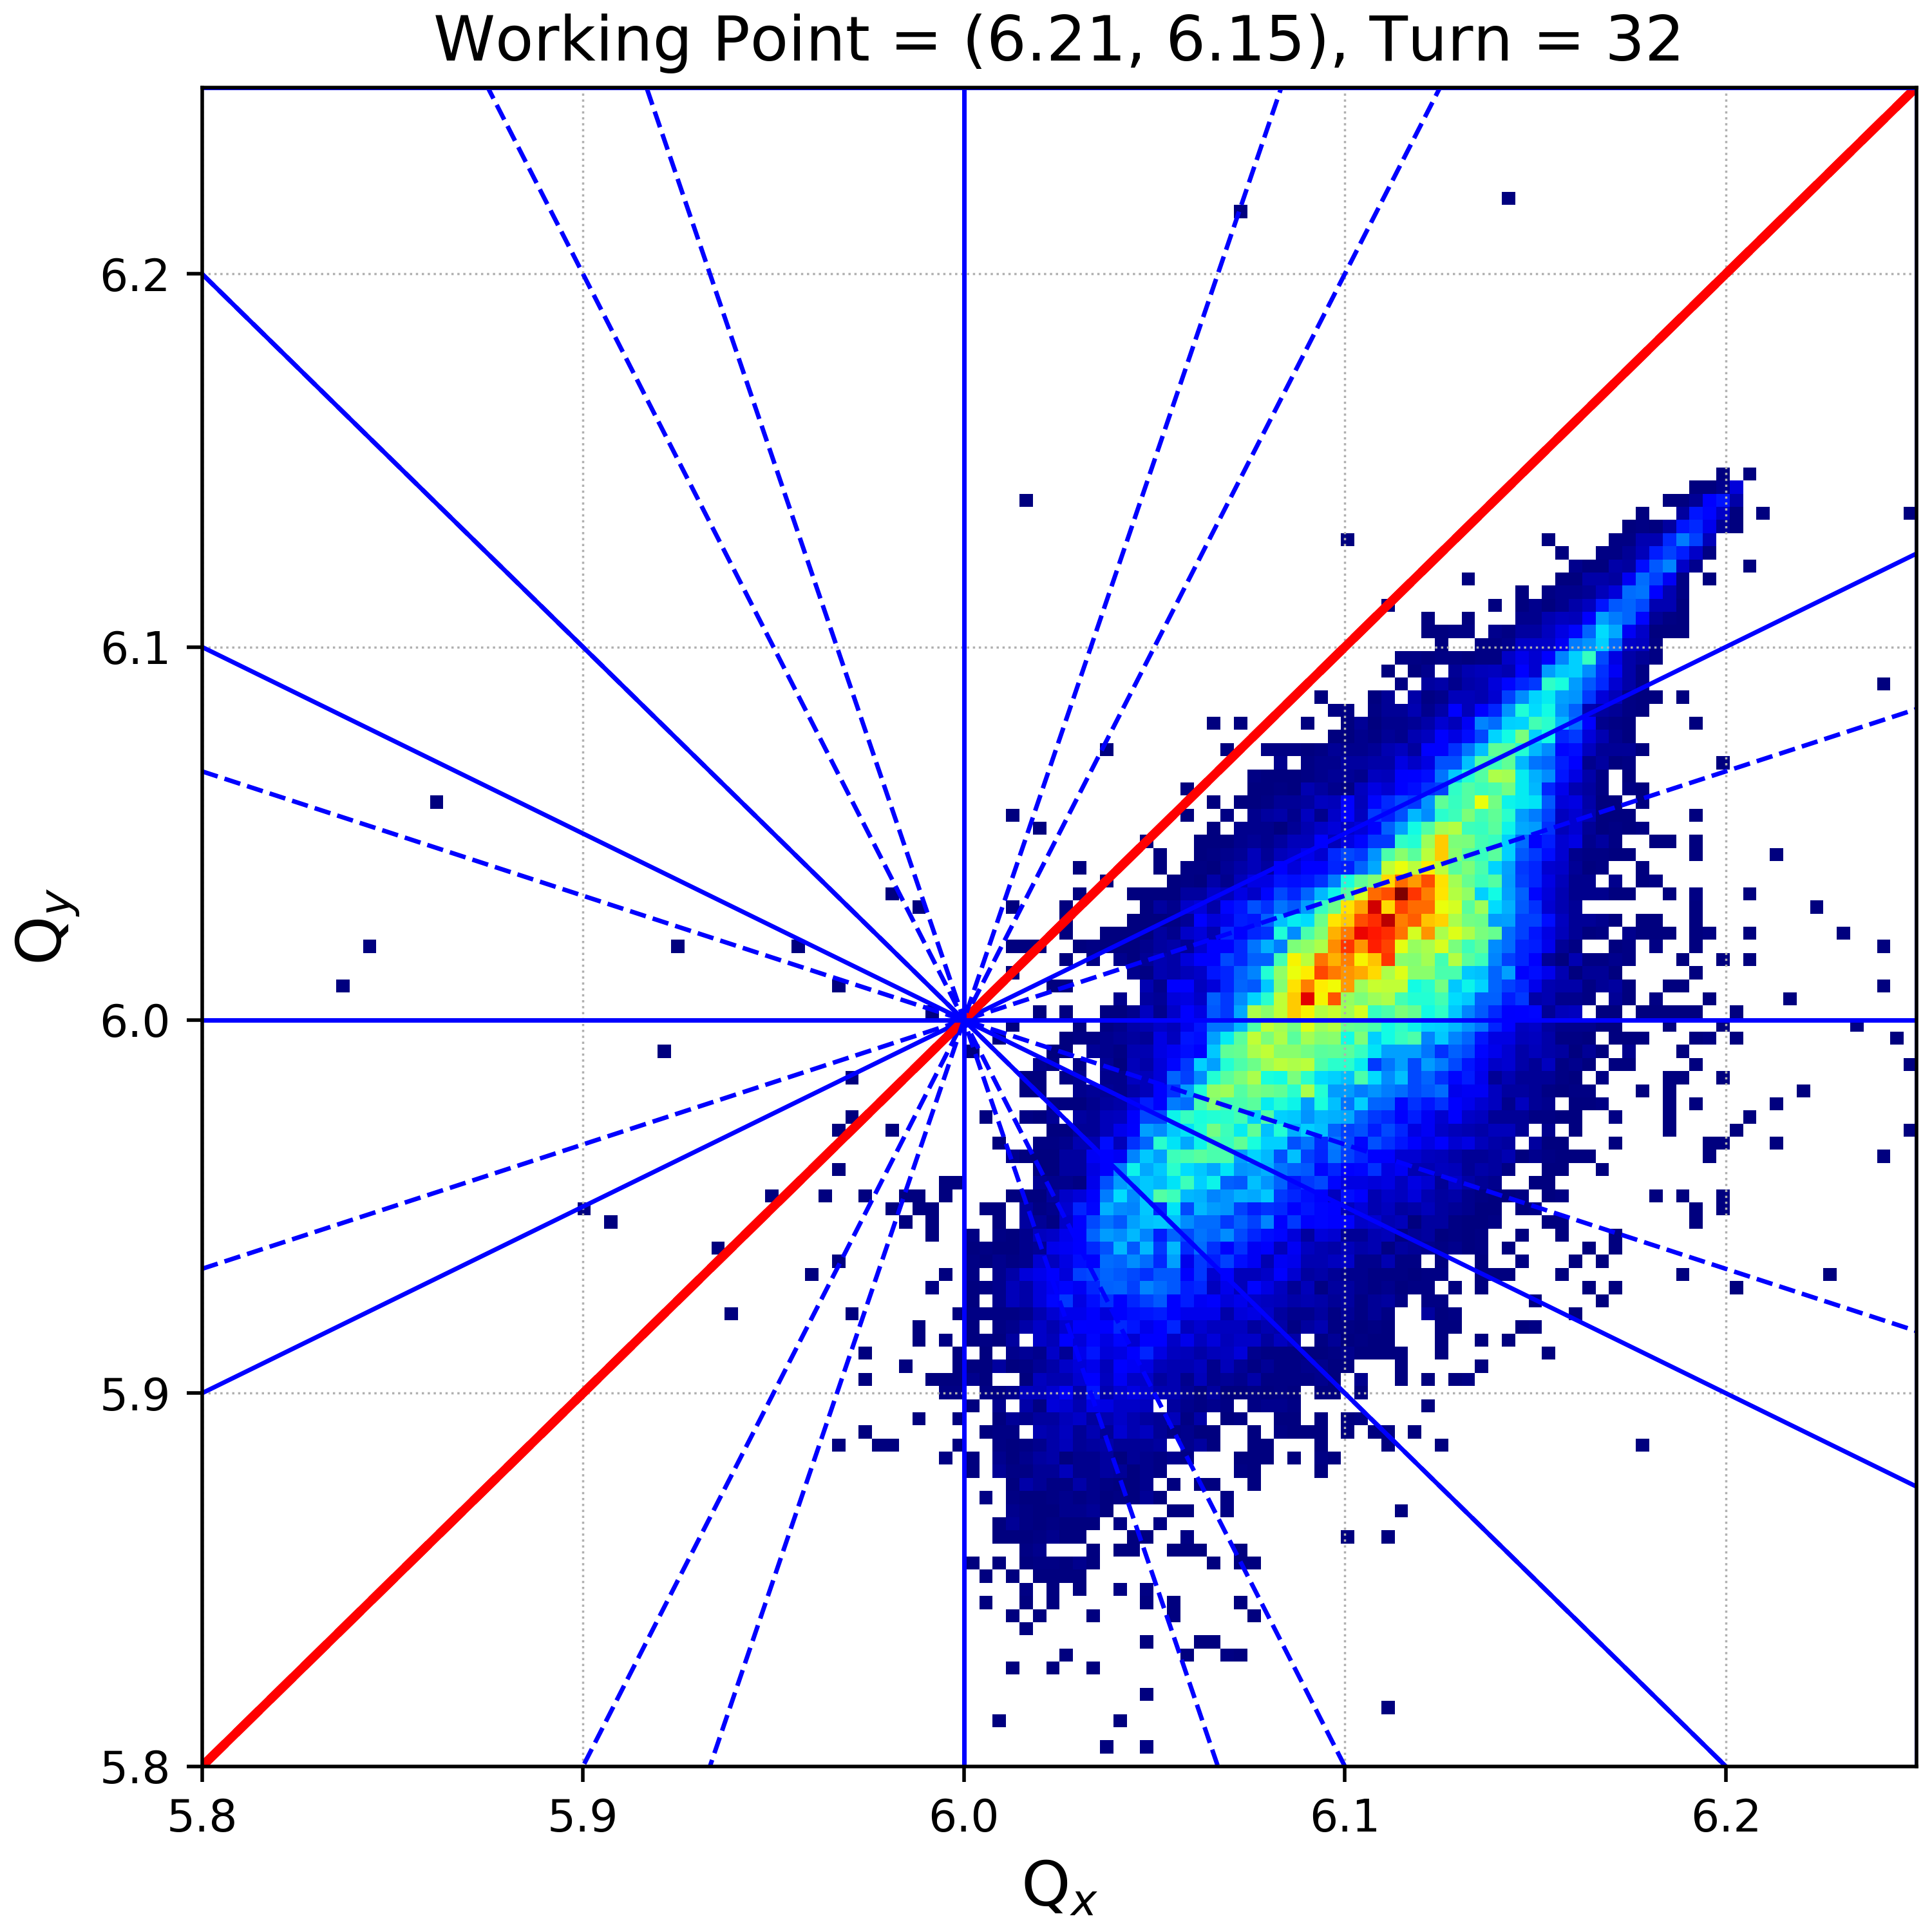 Working Point = (6.21, 6.15), Turn = 32
6.2
6.1
6.0
5.9
5.8
Qy
5.8 5.9 6.0 6.1 6.2
Qx